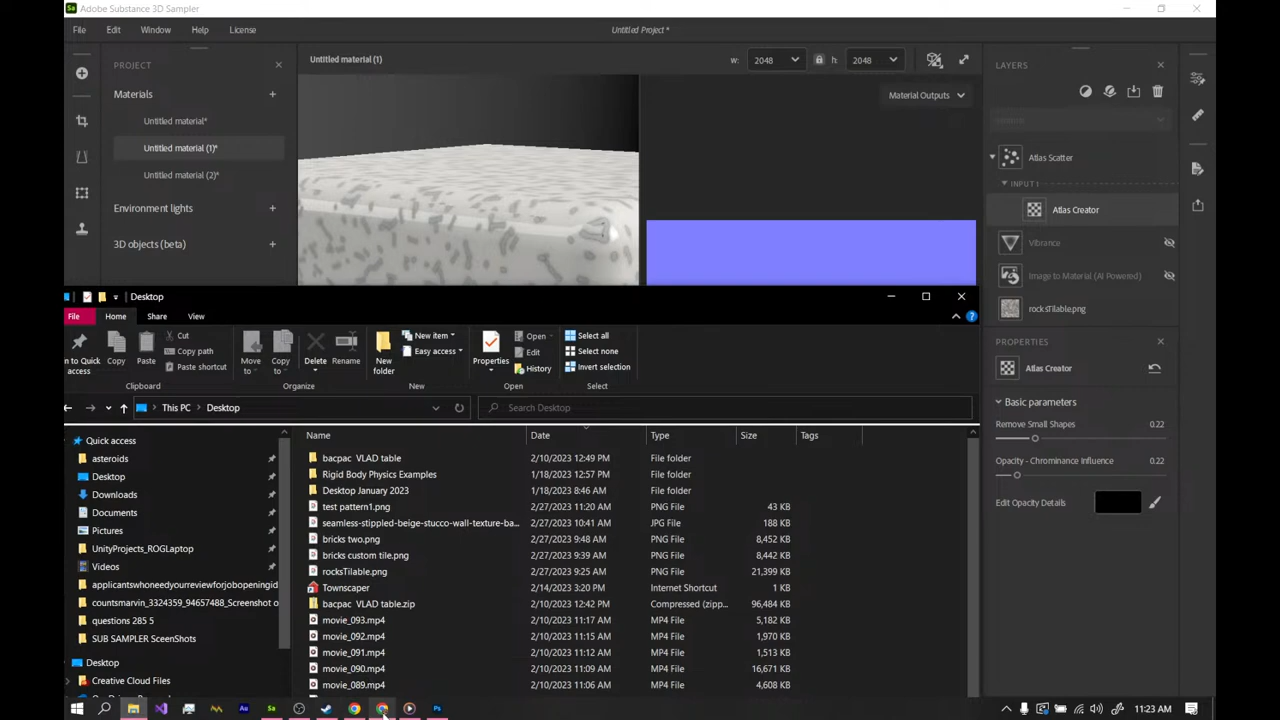 Adobe Substance 3D Sampler
File Edit Window Help License
Untitled Project *
PROJECT
Materials
Untitled material*
Untitled material (1)*
Untitled material (2)*
Environment lights
3D objects (beta)
Untitled material (1)
w: 2048 h: 2048
Material Outputs
LAYERS
Atlas Scatter
INPUT 1
Atlas Creator
Vibrance
Image to Material (AI Powered)
rocksTilable.png
PROPERTIES
Atlas Creator
Basic parameters
Remove Small Shapes 0.22
Opacity - Chrominance Influence 0.22
Edit Opacity Details
Desktop
File Home Share View
n to Quick access
Copy
Paste
Cut
Copy path
Paste shortcut
Clipboard
Move to
Copy to
Delete
Rename
Organize
New folder
New item
Easy access
New
Properties
Open
Edit
History
Open
Select all
Select none
Invert selection
Select
This PC Desktop
Search Desktop
Quick access
asteroids
Desktop
Downloads
Documents
Pictures
UnityProjects_ROGLaptop
Videos
applicantswhoneedyourreviewforjobopeningid
countsmarvin_3324359_94657488_Screenshot o
questions 285 5
SUB SAMPLER SceenShots
Desktop
Creative Cloud Files
Name Date Type Size Tags
bacpac VLAD table 2/10/2023 12:49 PM File folder
Rigid Body Physics Examples 1/18/2023 12:57 PM File folder
Desktop January 2023 1/18/2023 8:46 AM File folder
test pattern1.png 2/27/2023 11:20 AM PNG File 43 KB
seamless-stippled-beige-stucco-wall-texture-ba... 2/27/2023 10:41 AM JPG File 188 KB
bricks two.png 2/27/2023 9:48 AM PNG File 8,452 KB
bricks custom tile.png 2/27/2023 9:39 AM PNG File 8,442 KB
rocksTilable.png 2/27/2023 9:25 AM PNG File 21,399 KB
Townscaper 2/14/2023 3:20 PM Internet Shortcut 1 KB
bacpac VLAD table.zip 2/10/2023 12:42 PM Compressed (zipp... 96,484 KB
movie_093.mp4 2/10/2023 11:17 AM MP4 File 5,182 KB
movie_092.mp4 2/10/2023 11:15 AM MP4 File 1,970 KB
movie_091.mp4 2/10/2023 11:12 AM MP4 File 1,513 KB
movie_090.mp4 2/10/2023 11:09 AM MP4 File 16,671 KB
movie_089.mp4 2/10/2023 11:06 AM MP4 File 4,608 KB
11:23 AM